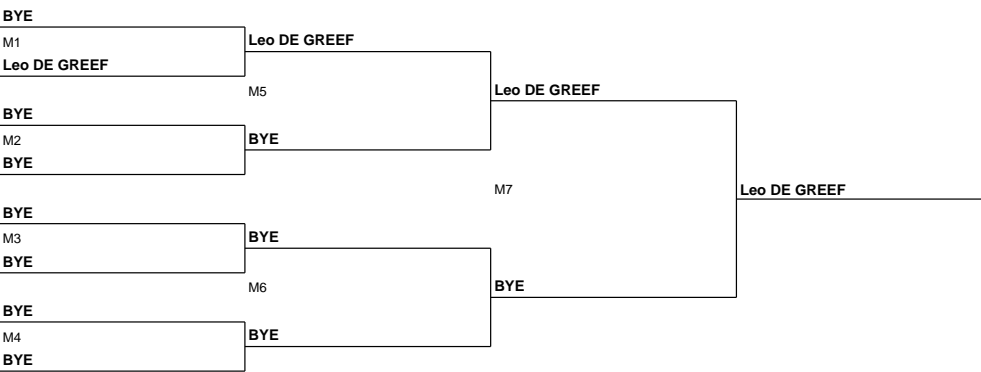 BYE
M1
Leo DE GREEF
BYE
M2
BYE
BYE
M3
BYE
BYE
M4
BYE
Leo DE GREEF
M5
BYE
BYE
M6
BYE
Leo DE GREEF
M7
BYE
Leo DE GREEF